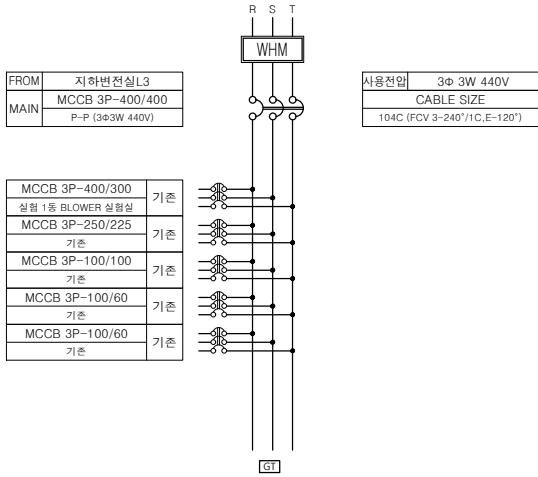 R S T
WHM
FROM 지하변전실L3
MAIN MCCB 3P-400/400
P-P (3Φ3W 440V)
사용전압 3Φ 3W 440V
CABLE SIZE
104C (FCV 3-240°/1C,E-120°)
MCCB 3P-400/300 기존
실험 1동 BLOWER 실험실
MCCB 3P-250/225 기존
기존
MCCB 3P-100/100 기존
기존
MCCB 3P-100/60 기존
기존
MCCB 3P-100/60 기존
기존
GT